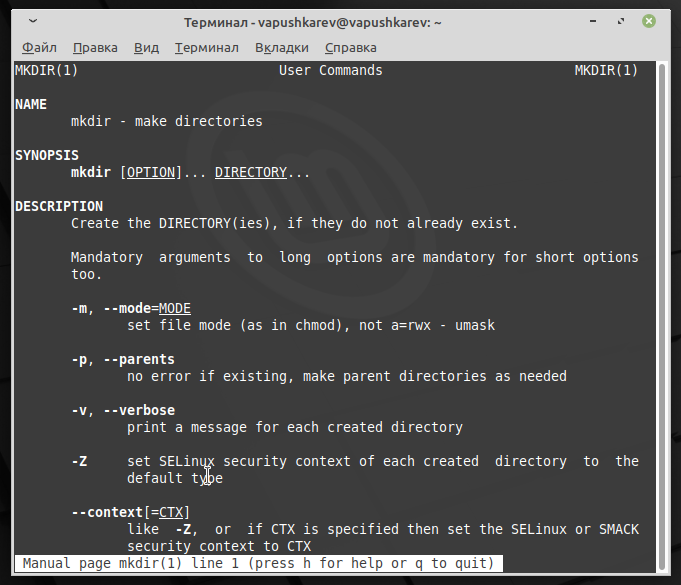 Терминал - vapushkarev@vapushkarev: ~
Файл Правка Вид Терминал Вкладки Справка
MKDIR(1) User Commands MKDIR(1)
NAME
mkdir - make directories
SYNOPSIS
mkdir [OPTION]... DIRECTORY...
DESCRIPTION
Create the DIRECTORY(ies), if they do not already exist.
Mandatory arguments to long options are mandatory for short options
too.
-m, --mode=MODE
set file mode (as in chmod), not a=rwx - umask
-p, --parents
no error if existing, make parent directories as needed
-v, --verbose
print a message for each created directory
-Z set SELinux security context of each created directory to the
default type
--context[=CTX]
like -Z, or if CTX is specified then set the SELinux or SMACK
security context to CTX
Manual page mkdir(1) line 1 (press h for help or q to quit)